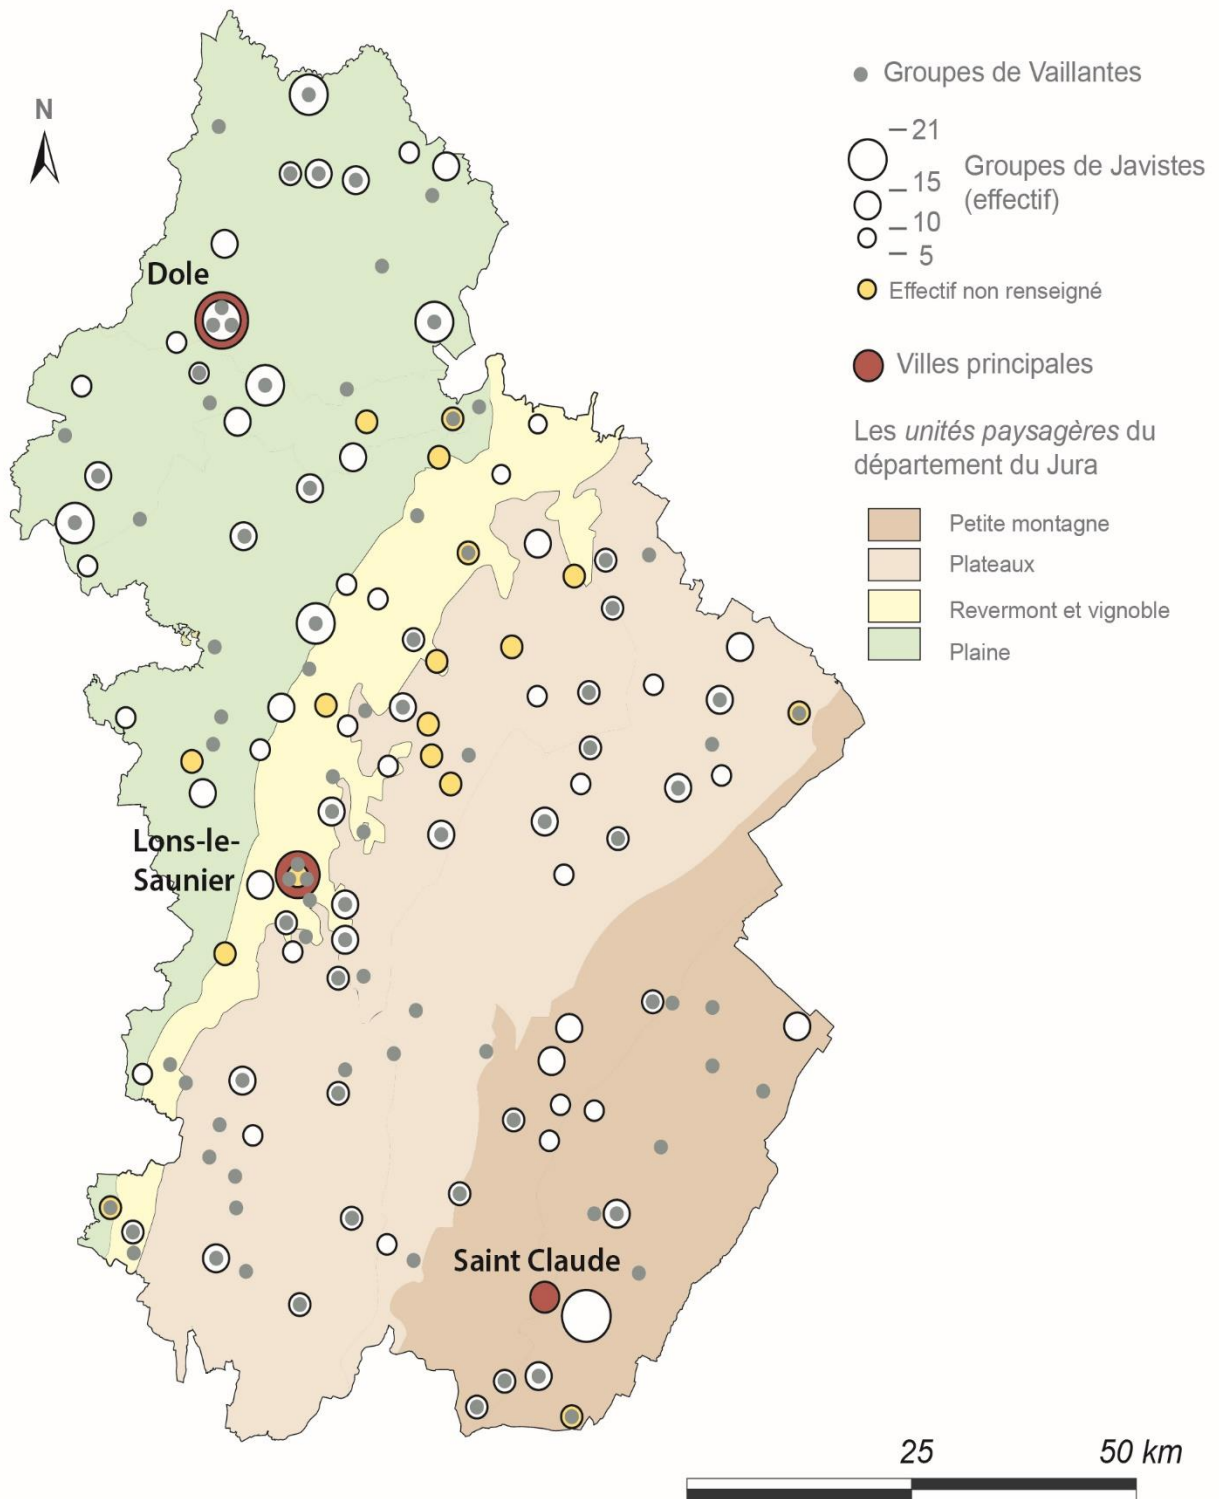 N
Groupes de Vaillantes
21
15
10
5
Groupes de Javistes
(effectif)
Effectif non renseigné
Villes principales
Les unités paysagères du
département du Jura
Petite montagne
Plateaux
Revermont et vignoble
Plaine
Dole
Lons-le-
Saunier
Saint Claude
25
50 km